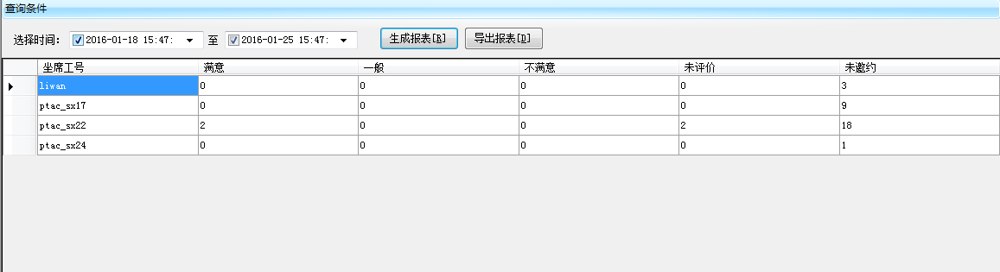 查询条件
选择时间: 2016-01-18 15:47: 至 2016-01-25 15:47: 生成报表[R] 导出报表[D]
坐席工号 满意 一般 不满意 未评价 未邀约
liwan 0 0 0 0 3
ptac_sx17 0 0 0 0 9
ptac_sx22 2 0 0 2 18
ptac_sx24 0 0 0 0 1